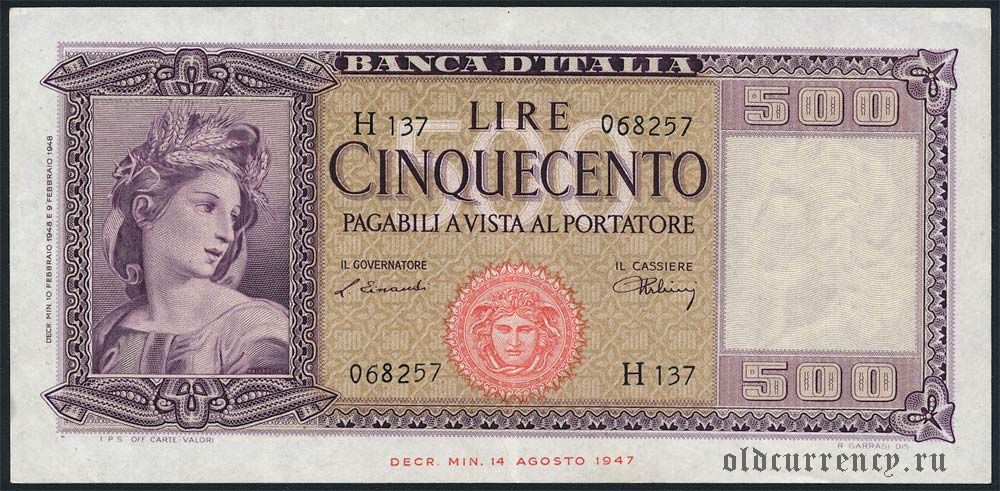 BANCA D'ITALIA
500
H 137
LIRE
068257
CINQUECENTO
PAGABILI A VISTA AL PORTATORE
IL GOVERNATORE
IL CASSIERE
L. Einaudi
068257
H 137
500
DECR. MIN. 10 FEBBRAIO 1948 E 9 FEBBRAIO 1948
I P S OFF CARTE-VALORI
R GARRASI DIS
DECR. MIN. 14 AGOSTO 1947
oldcurrency.ru